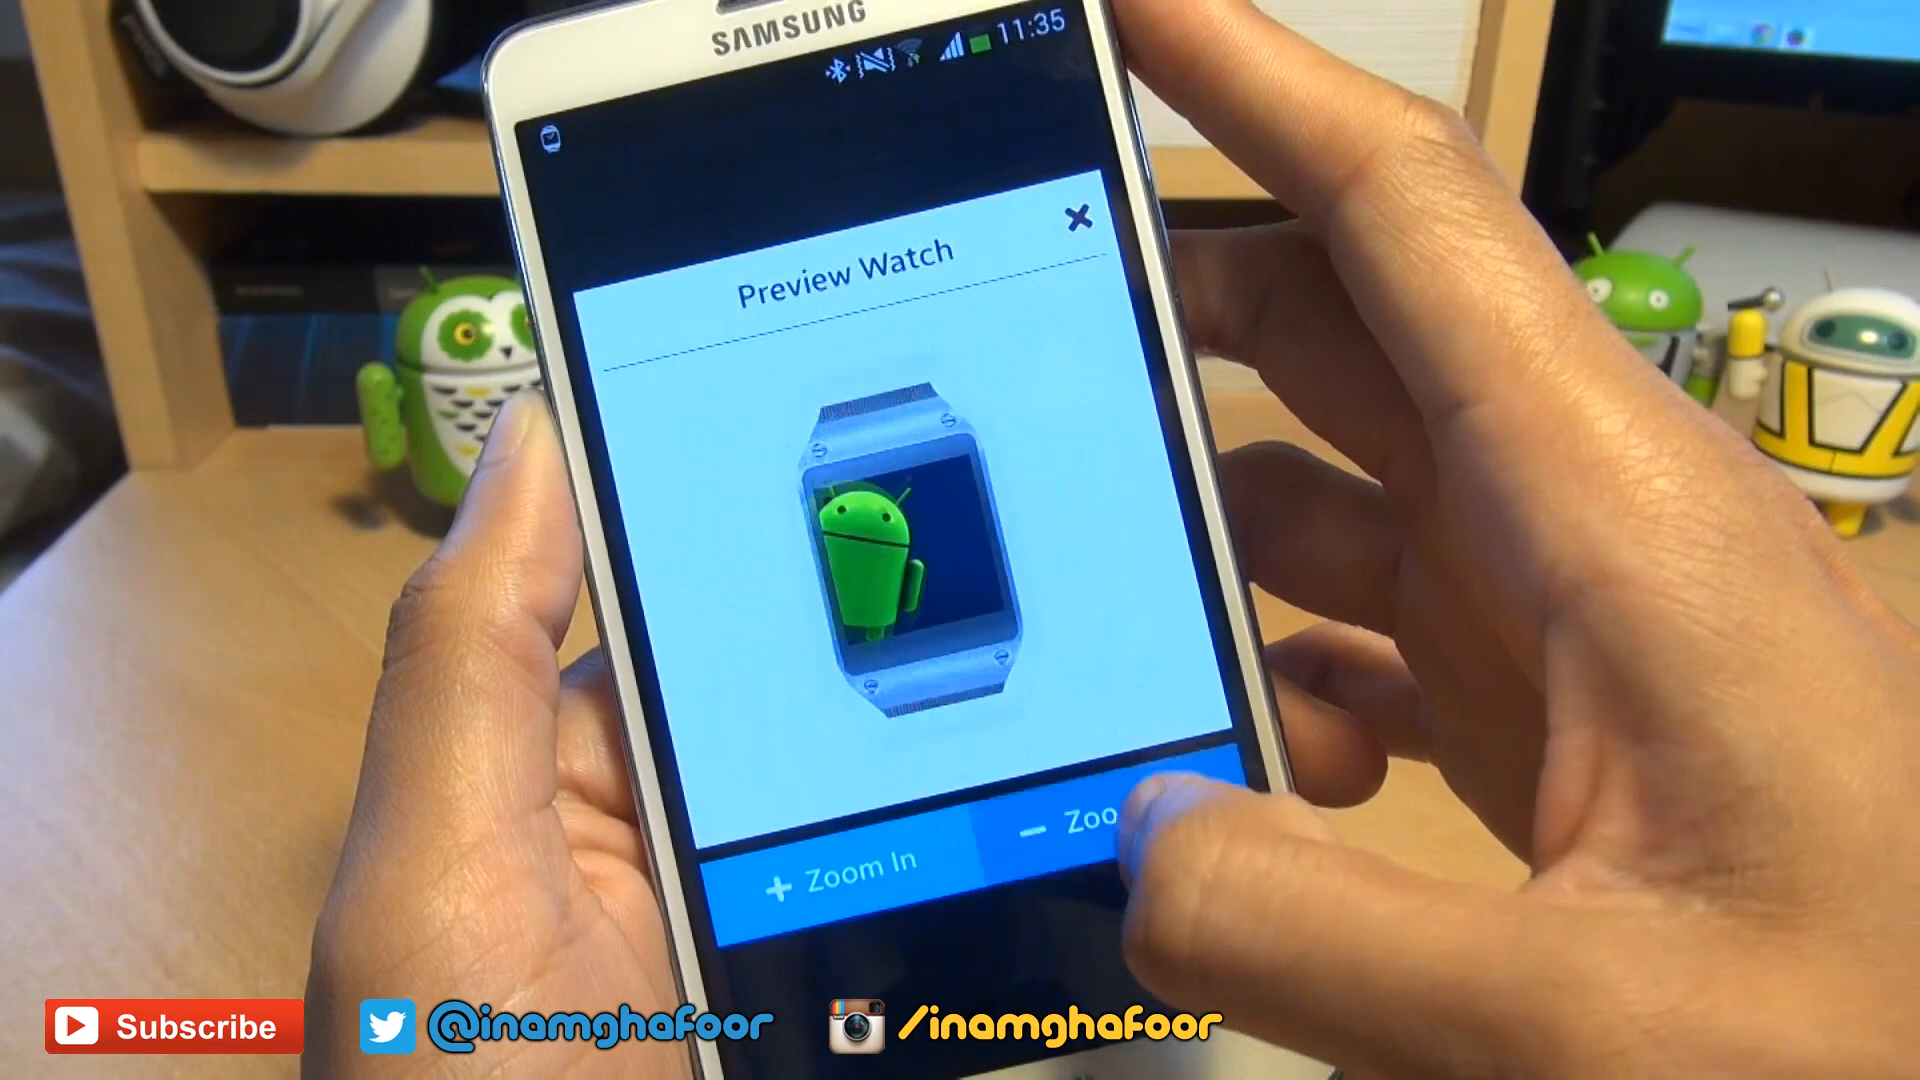 SAMSUNG
11:35
Preview Watch
+ Zoom In
- Zoo
Subscribe
@inamghafoor
/inamghafoor